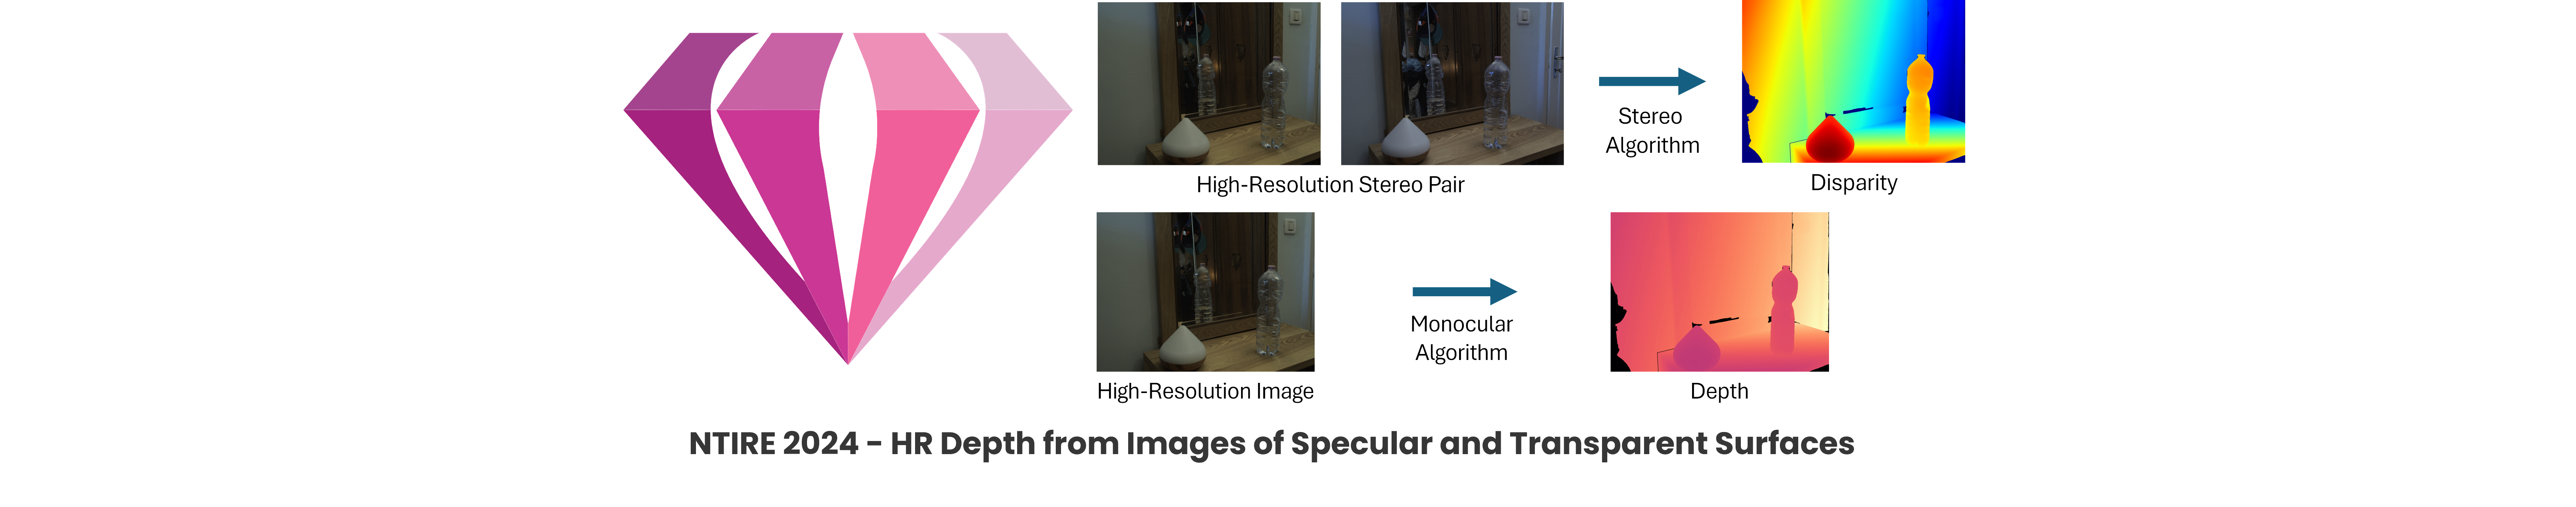 Stereo
Algorithm
High-Resolution Stereo Pair
Disparity
Monocular
Algorithm
High-Resolution Image
Depth
NTIRE 2024 - HR Depth from Images of Specular and Transparent Surfaces